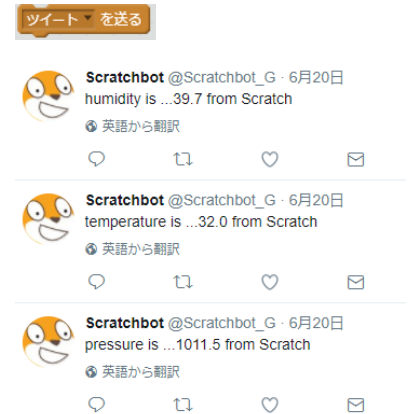 ツイート を送る
Scratchbot @Scratchbot_G · 6月20日
humidity is ...39.7 from Scratch
英語から翻訳
Scratchbot @Scratchbot_G · 6月20日
temperature is ...32.0 from Scratch
英語から翻訳
Scratchbot @Scratchbot_G · 6月20日
pressure is ...1011.5 from Scratch
英語から翻訳